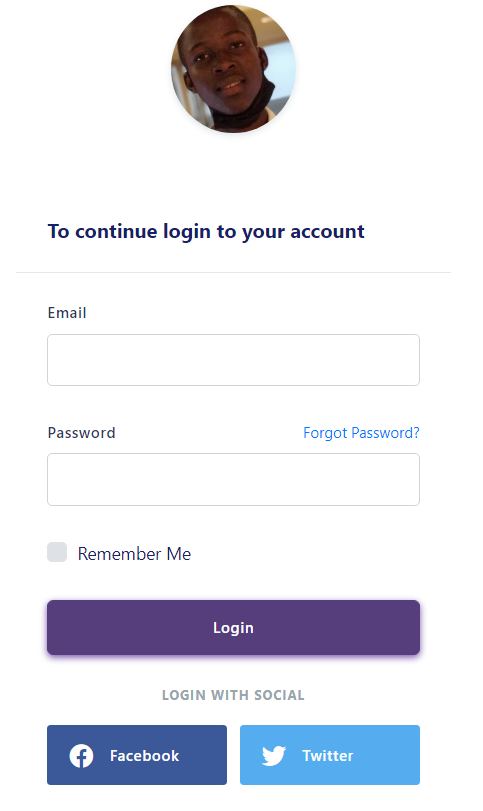 To continue login to your account
Email
Password Forgot Password?
Remember Me
Login
LOGIN WITH SOCIAL
Facebook Twitter